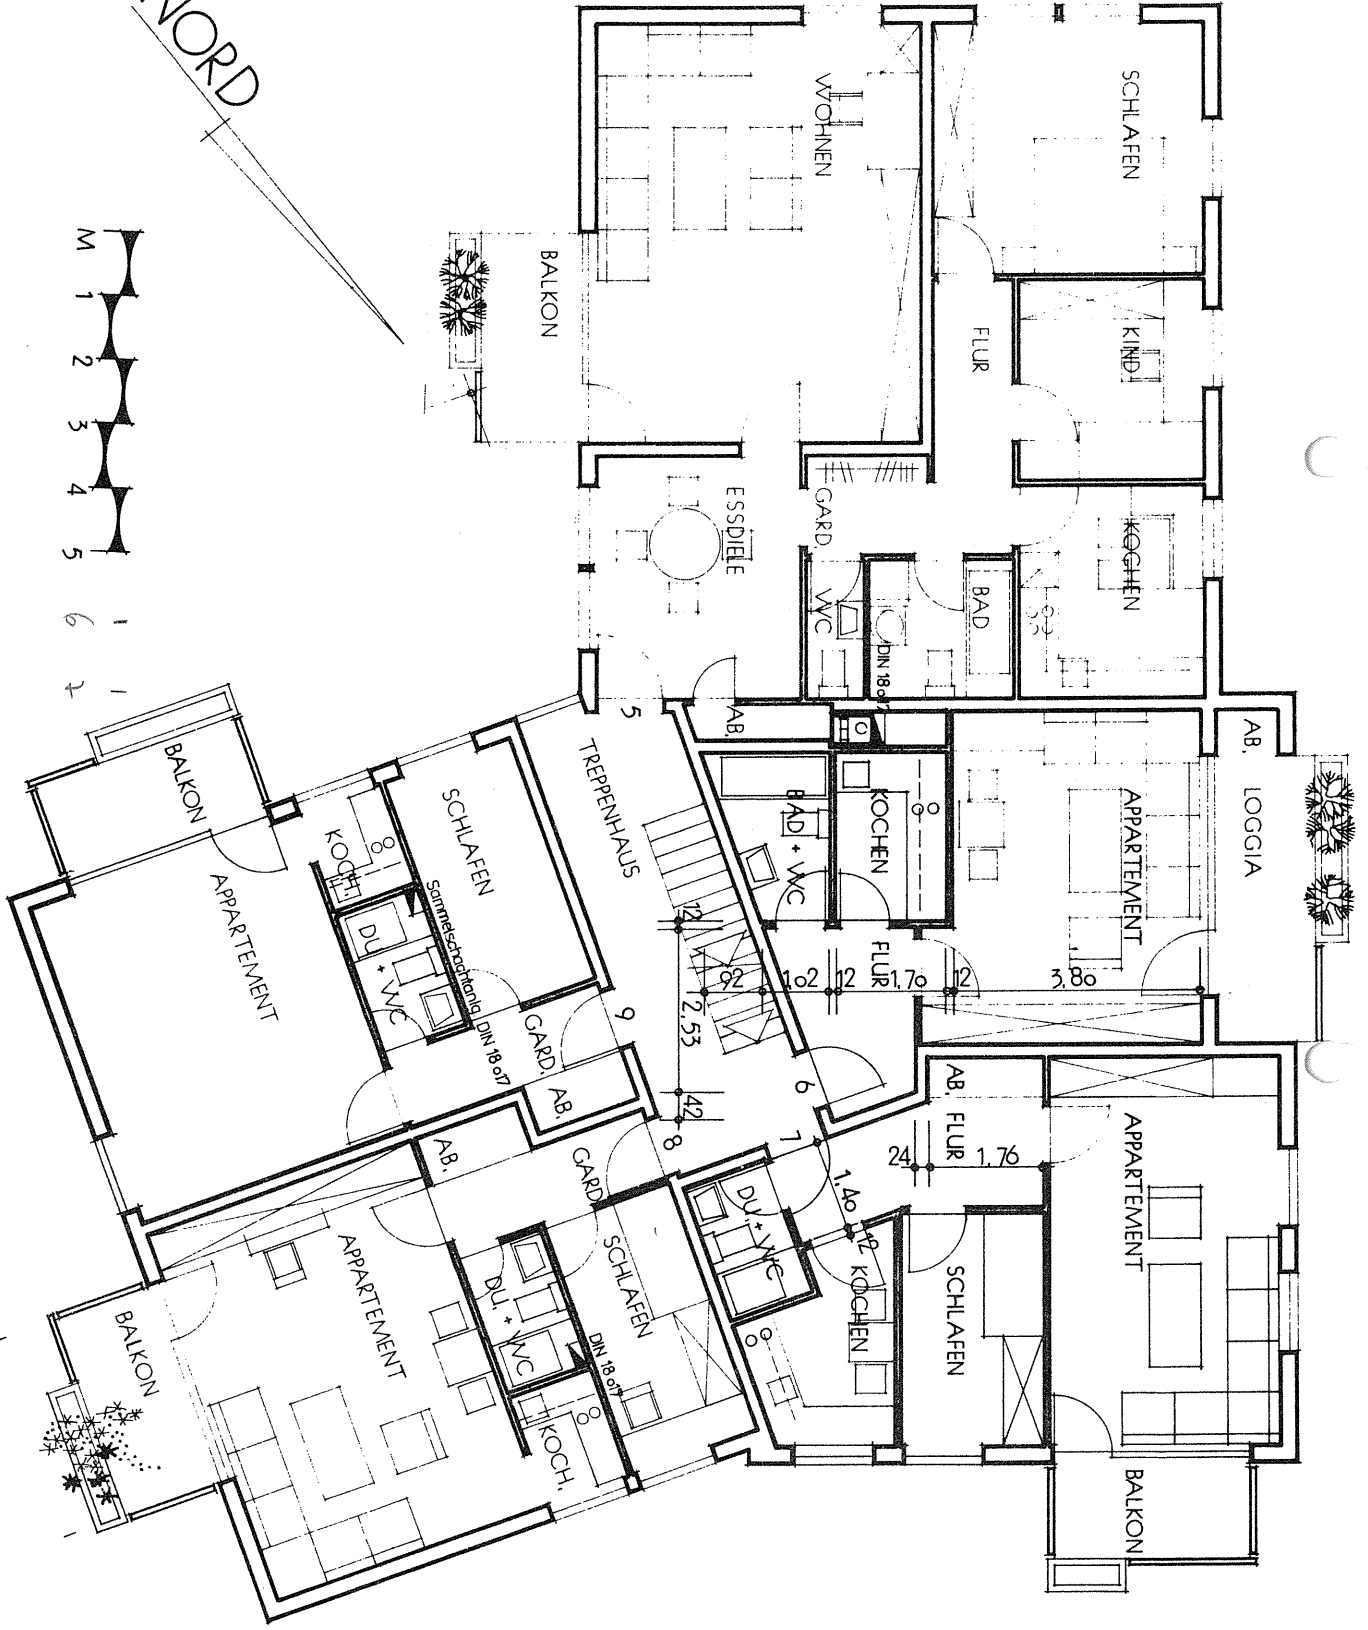 NORD
M 1 2 3 4 5 6 7
WOHNEN
SCHLAFEN
BALKON
FLUR
KIND
ESSDIELE
GARD.
WC
BAD
KOCHEN
DIN 18017
AB.
5
TREPPENHAUS
BAD + WC
KOCHEN
APPARTEMENT
AB.
LOGGIA
FLUR
12
2,53
42
92
1,02
12
1,70
12
3,80
6
BALKON
KOCH.
SCHLAFEN
APPARTEMENT
DU. + WC
Sammelschachtanlg. DIN 18017
GARD.
9
AB.
AB. FLUR
24
1,76
7
1,40
12
APPARTEMENT
DU. + WC
KOCHEN
SCHLAFEN
BALKON
8
GARD.
AB.
APPARTEMENT
DU. + WC
SCHLAFEN
DIN 18017
KOCH.
BALKON